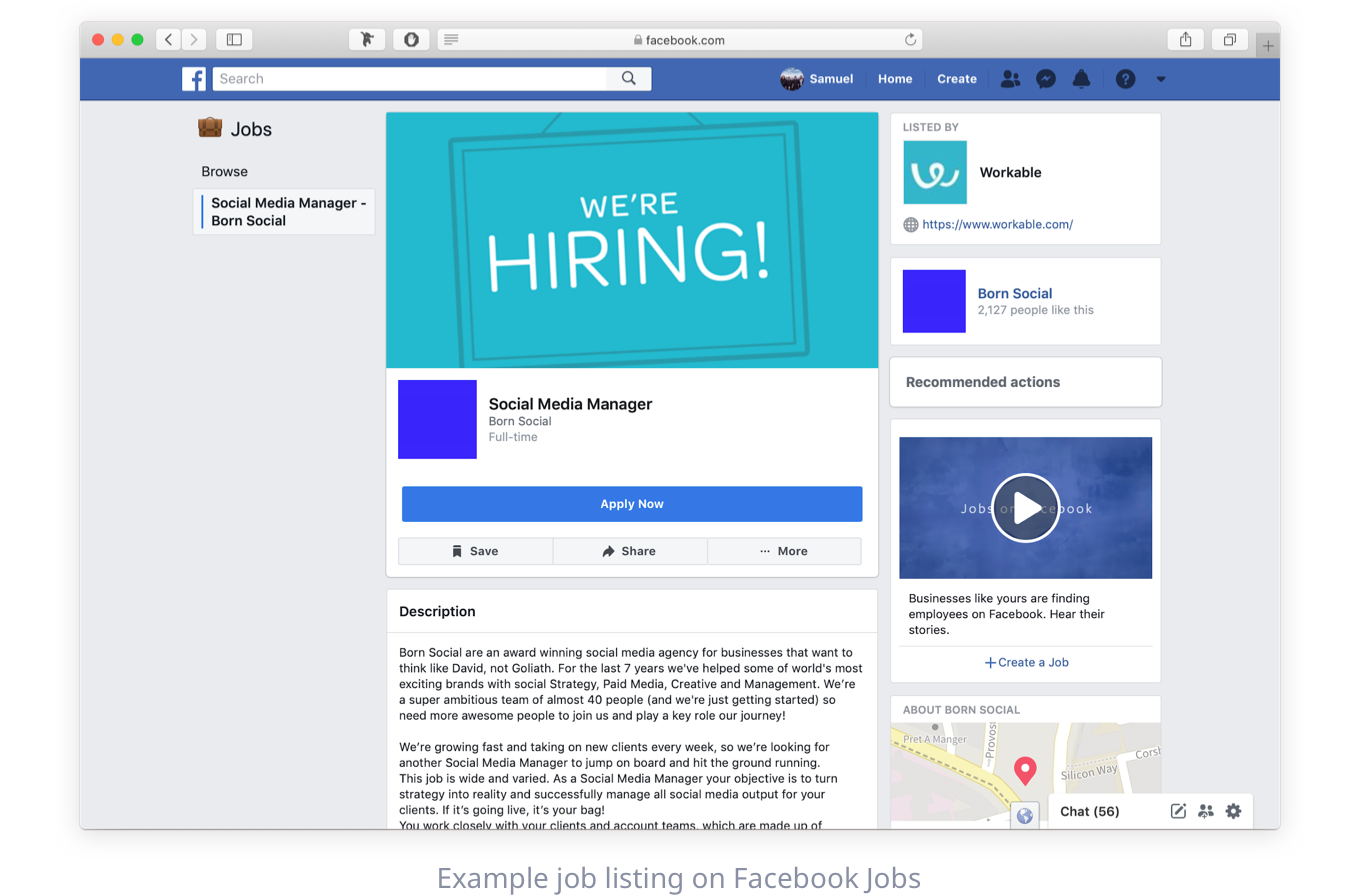 facebook.com
Search
Samuel
Home
Create
Jobs
Browse
Social Media Manager -
Born Social
WE'RE
HIRING!
Social Media Manager
Born Social
Full-time
Apply Now
Save
Share
More
Description
Born Social are an award winning social media agency for businesses that want to
think like David, not Goliath. For the last 7 years we've helped some of world's most
exciting brands with social Strategy, Paid Media, Creative and Management. We're
a super ambitious team of almost 40 people (and we're just getting started) so
need more awesome people to join us and play a key role our journey!
We're growing fast and taking on new clients every week, so we're looking for
another Social Media Manager to jump on board and hit the ground running.
This job is wide and varied. As a Social Media Manager your objective is to turn
strategy into reality and successfully manage all social media output for your
clients. If it's going live, it's your bag!
You work closely with your clients and account teams, which are made up of
LISTED BY
Workable
https://www.workable.com/
Born Social
2,127 people like this
Recommended actions
Jobs on Facebook
Businesses like yours are finding
employees on Facebook. Hear their
stories.
+Create a Job
ABOUT BORN SOCIAL
Pret A Manger
Silicon Way
Chat (56)
Example job listing on Facebook Jobs